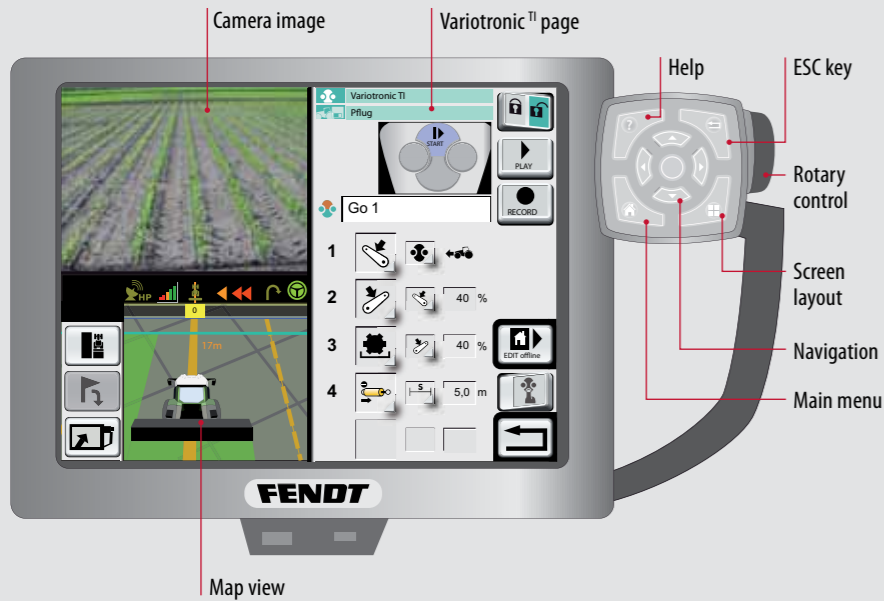 Camera image
Variotronic TI page
Help
ESC key
Variotronic TI
Pflug
START
PLAY
Go 1
RECORD
Rotary
control
HP
0
17m
1
2
40 %
3
40 %
4
S
5,0 m
EDIT offline
Screen
layout
Navigation
Main menu
FENDT
Map view